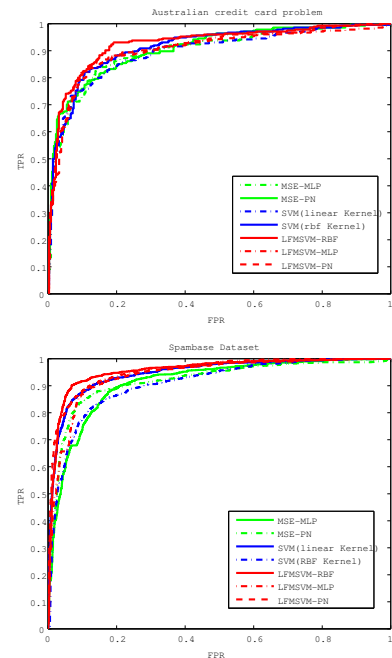 Australian credit card problem
1
0.9
0.8
0.7
0.6
0.5
0.4
0.3
0.2
0.1
0
TPR
MSE-MLP
MSE-PN
SVM(linear Kernel)
SVM(rbf Kernel)
LFMSVM-RBF
LFMSVM-MLP
LFMSVM-PN
0 0.2 0.4 0.6 0.8 1
FPR
Spambase Dataset
1
0.9
0.8
0.7
0.6
0.5
0.4
0.3
0.2
0.1
0
TPR
MSE-MLP
MSE-PN
SVM(linear Kernel)
SVM(RBF Kernel)
LFMSVM-RBF
LFMSVM-MLP
LFMSVM-PN
0 0.2 0.4 0.6 0.8 1
FPR